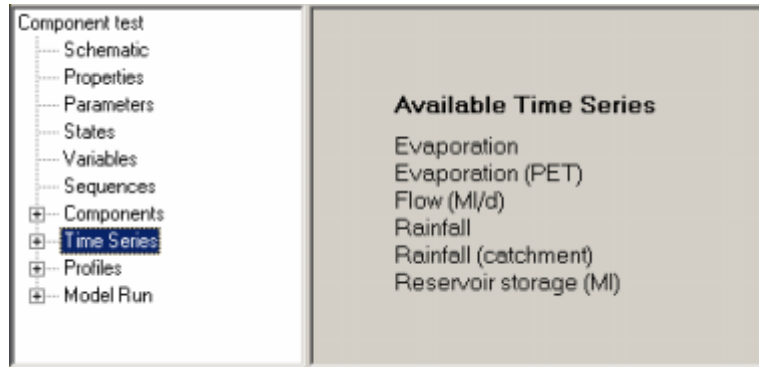 Component test
Schematic
Properties
Parameters
States
Variables
Sequences
Components
Time Series
Profiles
Model Run
Available Time Series
Evaporation
Evaporation (PET)
Flow (Ml/d)
Rainfall
Rainfall (catchment)
Reservoir storage (Ml)